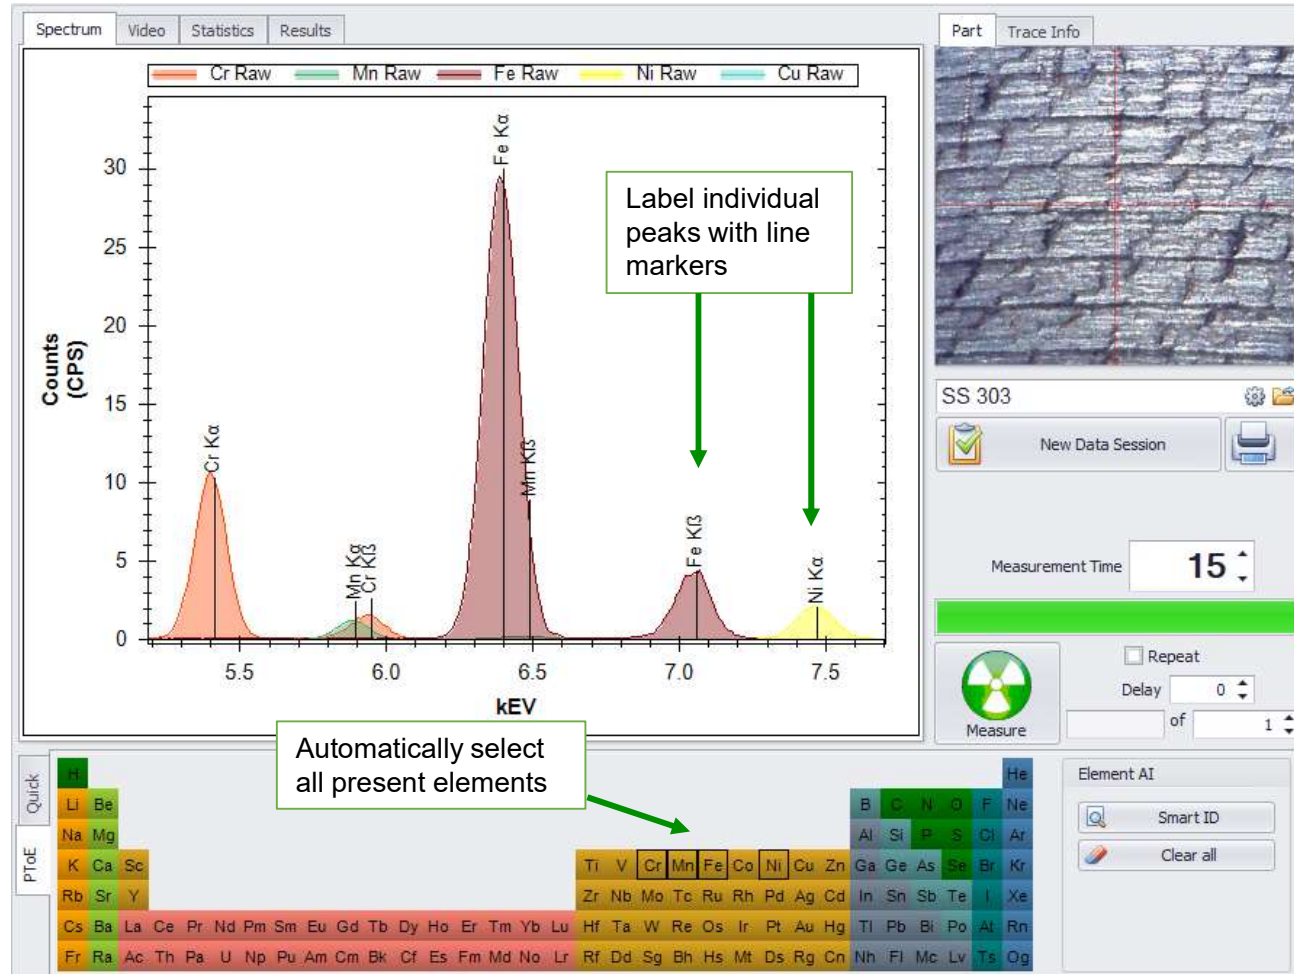 Spectrum Video Statistics Results
Part Trace Info
Cr Raw Mn Raw Fe Raw Ni Raw Cu Raw
Counts
(CPS)
30
25
20
15
10
5
0
Cr Kα
Mn Kα
Cr Kß
Fe Kα
Mn Kß
Fe Kß
Ni Kα
Label individual
peaks with line
markers
5.5 6.0 6.5 7.0 7.5
kEV
SS 303
New Data Session
Measurement Time 15
Repeat
Delay 0
of 1
Measure
Automatically select
all present elements
Quick
PToE
H He
Li Be B C N O F Ne
Na Mg Al Si P S Cl Ar
K Ca Sc Ti V Cr Mn Fe Co Ni Cu Zn Ga Ge As Se Br Kr
Rb Sr Y Zr Nb Mo Tc Ru Rh Pd Ag Cd In Sn Sb Te I Xe
Cs Ba La Ce Pr Nd Pm Sm Eu Gd Tb Dy Ho Er Tm Yb Lu Hf Ta W Re Os Ir Pt Au Hg Tl Pb Bi Po At Rn
Fr Ra Ac Th Pa U Np Pu Am Cm Bk Cf Es Fm Md No Lr Rf Dd Sg Bh Hs Mt Ds Rg Cn Nh Fl Mc Lv Ts Og
Element AI
Smart ID
Clear all